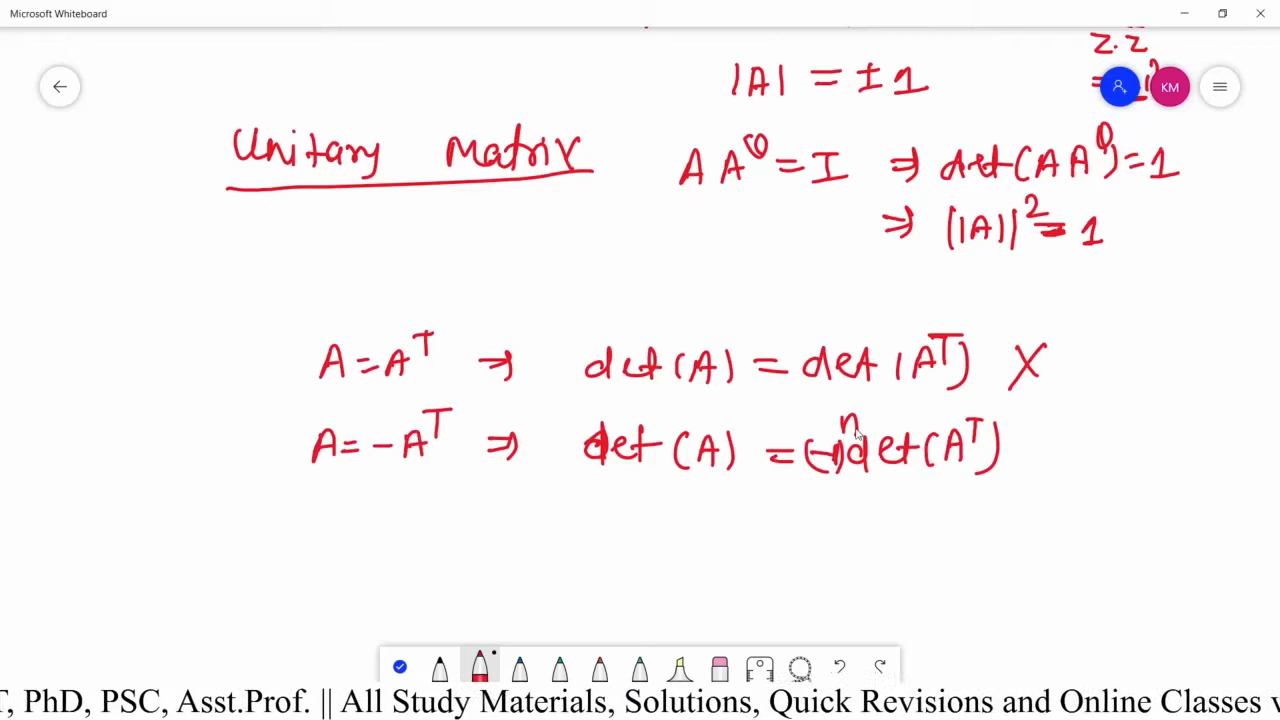 Microsoft Whiteboard
z.z
|A| = ±1
KM
Unitary Matrix
AA^θ = I ⇒ det(AA^θ) = 1
⇒ ||A||^2 = 1
A = A^T ⇒ det(A) = det(A^T) X
A = -A^T ⇒ det(A) = (-1)^n det(A^T)
T, PhD, PSC, Asst.Prof. || All Study Materials, Solutions, Quick Revisions and Online Classes